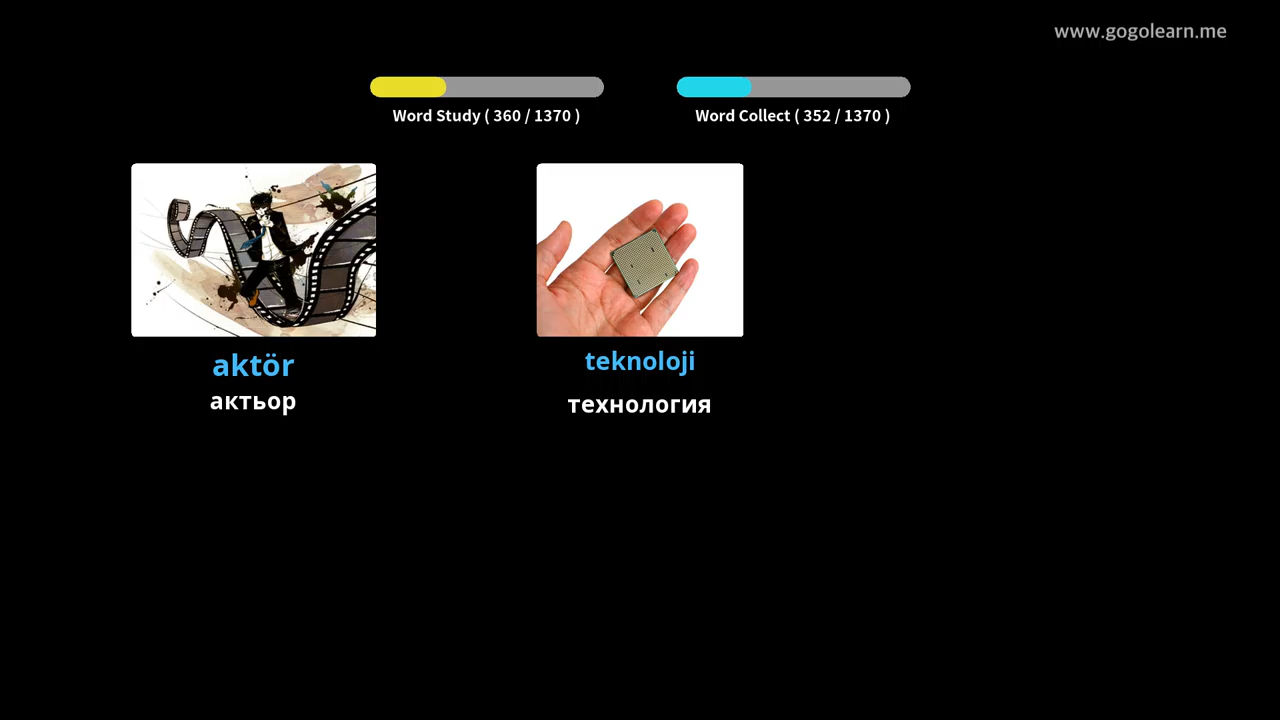 www.gogolearn.me
Word Study ( 360 / 1370 )
Word Collect ( 352 / 1370 )
aktör
актьор
teknoloji
технология